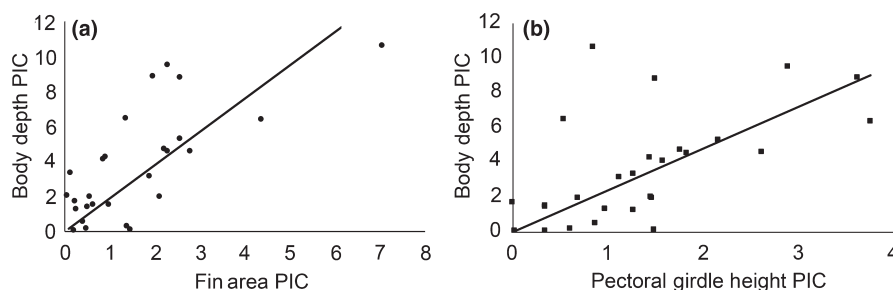 (a)
Body depth PIC
12
10
8
6
4
2
0
0 1 2 3 4 5 6 7 8
Fin area PIC
(b)
Body depth PIC
12
10
8
6
4
2
0
0 1 2 3 4
Pectoral girdle height PIC